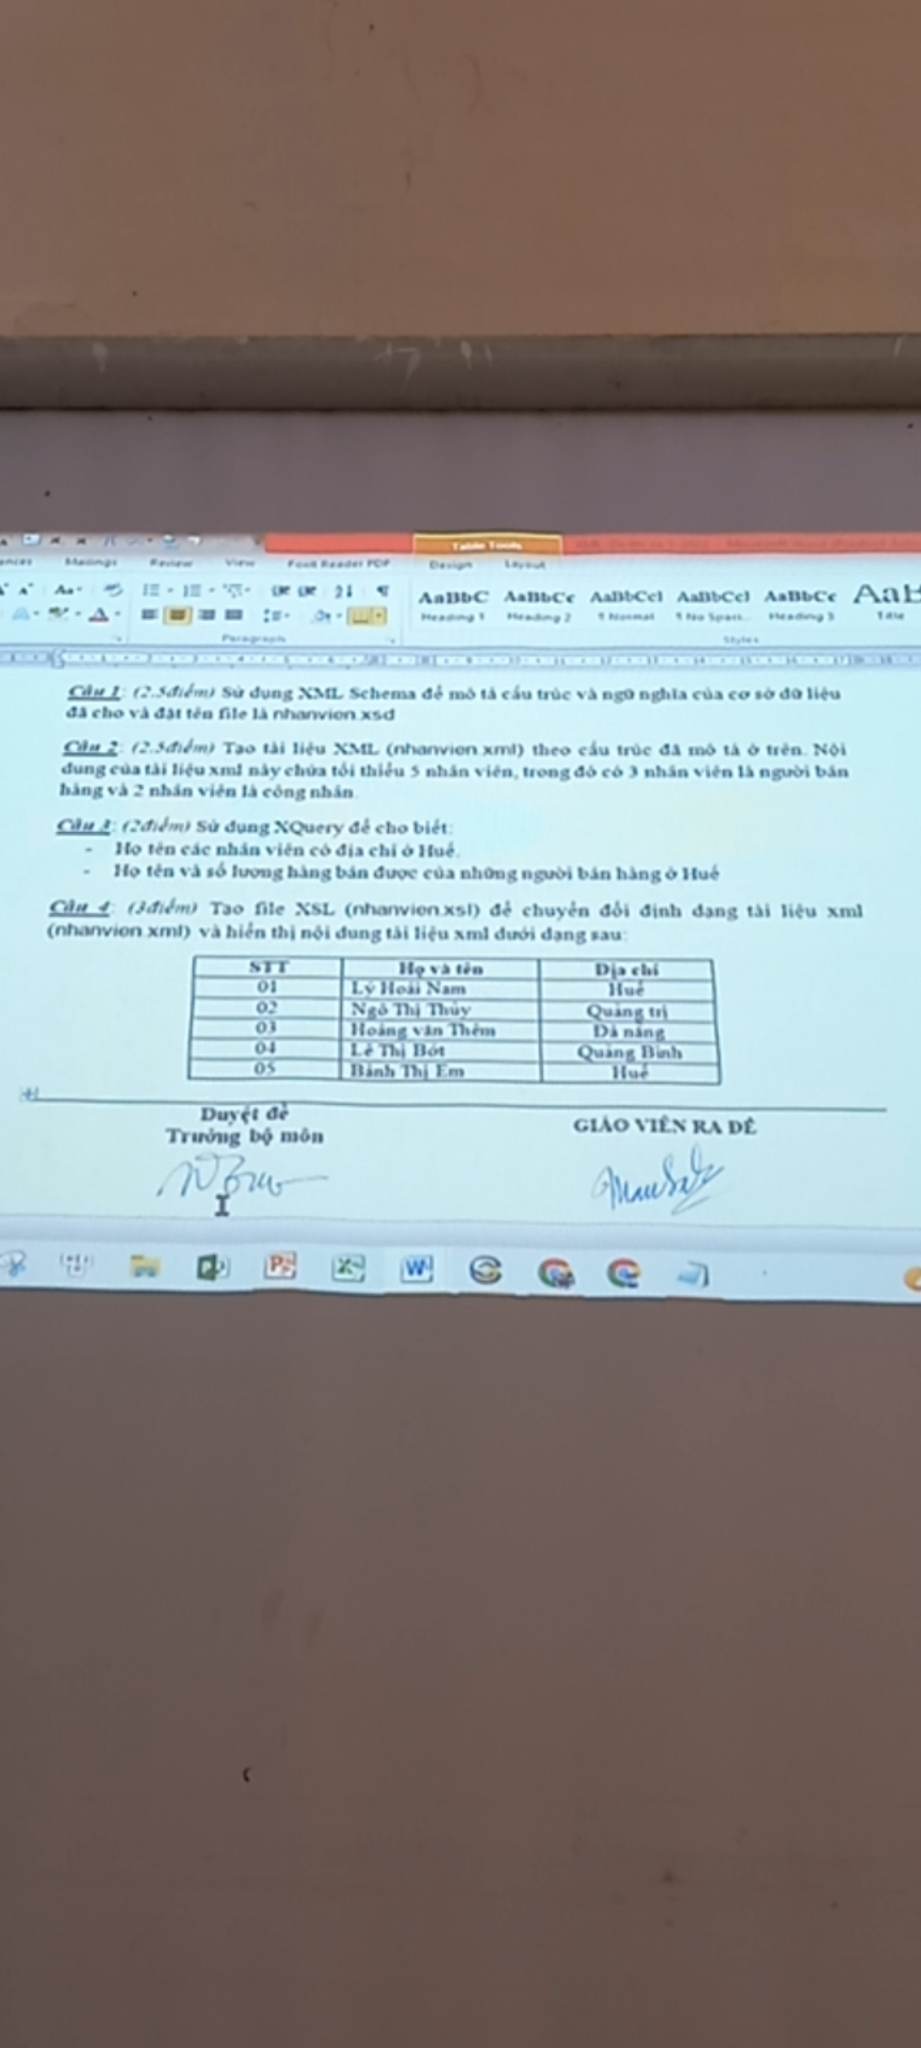 Table Tools
Mailings Review View Foxit Reader PDF Design Layout
AaBbC AaBbCc AaBbCcI AaBbCcI AaBbCc
Heading 1 Heading 2 ¶ Normal ¶ No Spaci... Heading 3 Title
Paragraph Styles
Câu 1: (2.5điểm) Sử dụng XML Schema để mô tả cấu trúc và ngữ nghĩa của cơ sở dữ liệu
đã cho và đặt tên file là nhanvien.xsd
Câu 2: (2.5điểm) Tạo tài liệu XML (nhanvien.xml) theo cấu trúc đã mô tả ở trên. Nội
dung của tài liệu xml này chứa tối thiểu 5 nhân viên, trong đó có 3 nhân viên là người bán
hàng và 2 nhân viên là công nhân.
Câu 3: (2điểm) Sử dụng XQuery để cho biết:
- Họ tên các nhân viên có địa chỉ ở Huế.
- Họ tên và số lượng hàng bán được của những người bán hàng ở Huế
Câu 4: (3điểm) Tạo file XSL (nhanvien.xsl) để chuyển đổi định dạng tài liệu xml
(nhanvien.xml) và hiển thị nội dung tài liệu xml dưới dạng sau:
STT Họ và tên Địa chỉ
01 Lý Hoài Nam Huế
02 Ngô Thị Thủy Quảng trị
03 Hoàng văn Thêm Đà nẵng
04 Lê Thị Bót Quảng Bình
05 Bánh Thị Em Huế
Duyệt đề GIÁO VIÊN RA ĐỀ
Trưởng bộ môn